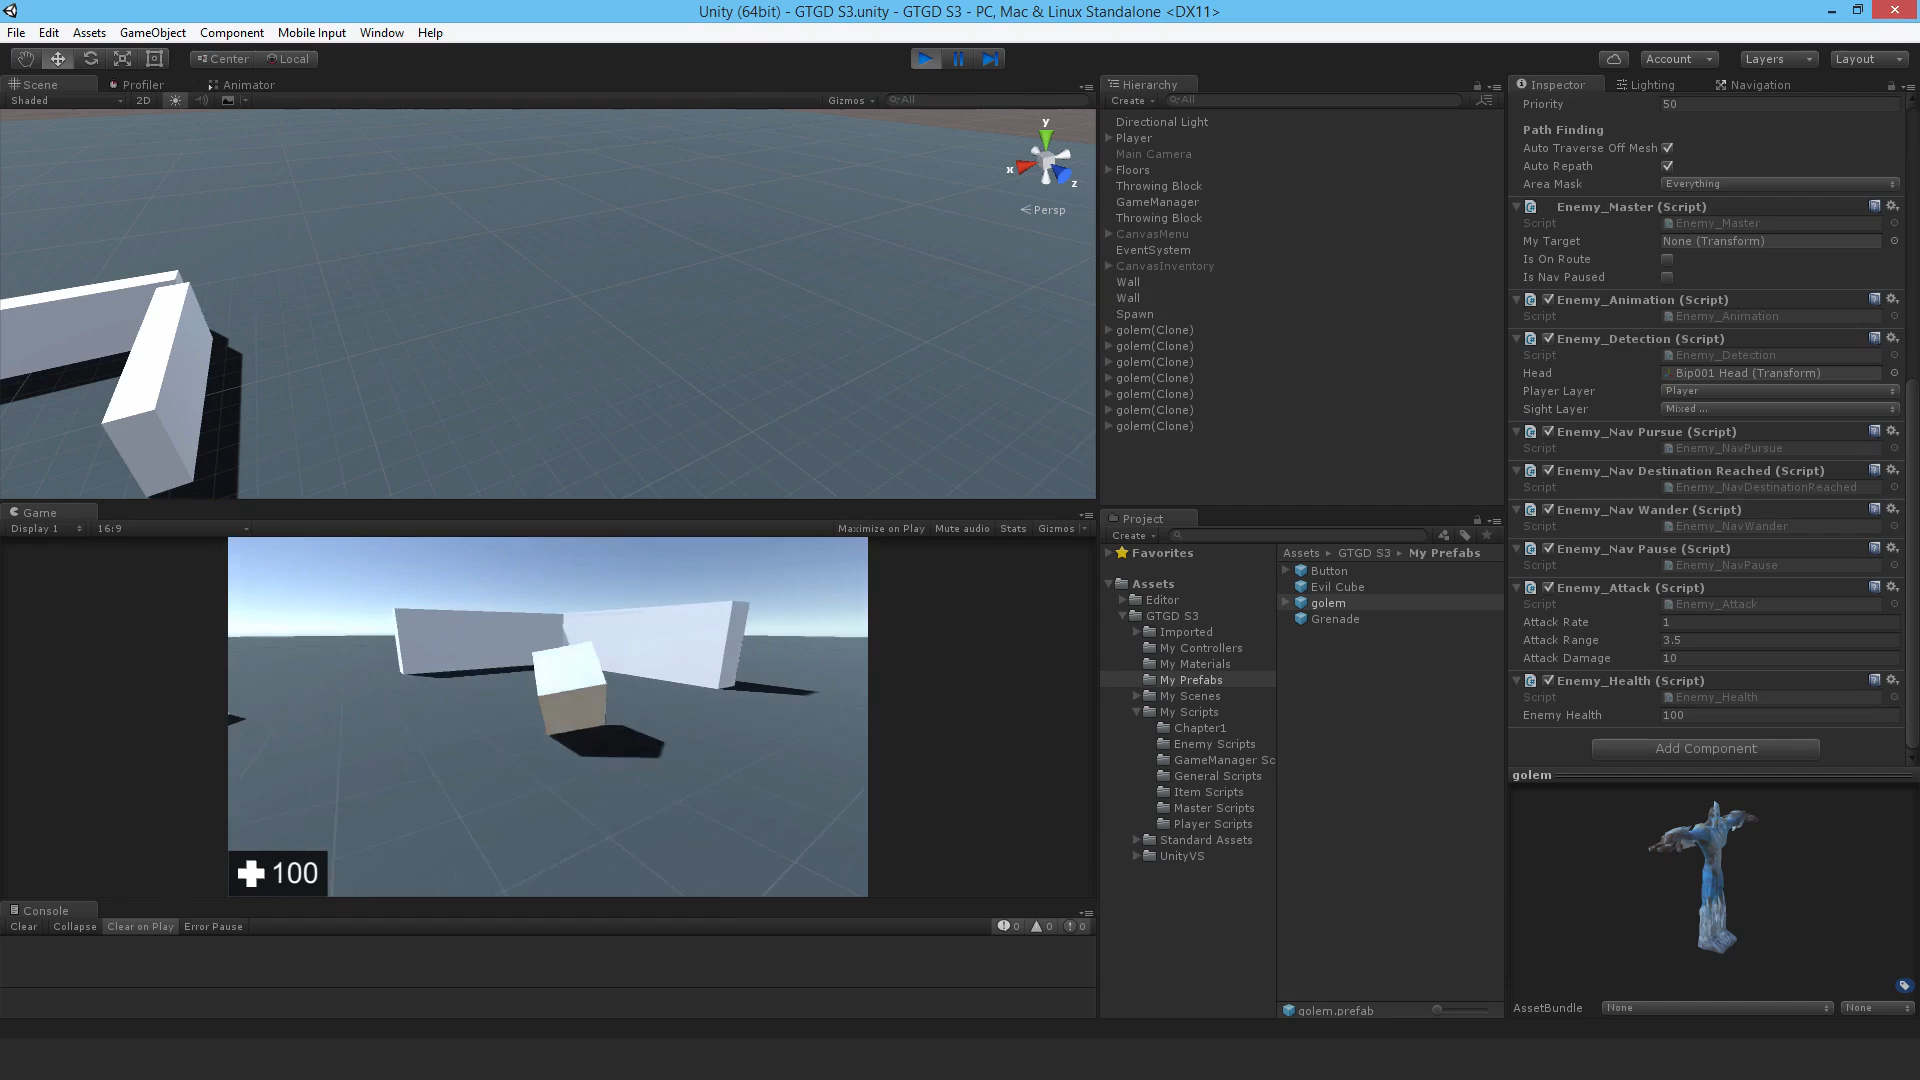 Unity (64bit) - GTGD S3.unity - GTGD S3 - PC, Mac & Linux Standalone <DX11>
File Edit Assets GameObject Component Mobile Input Window Help
Center Local
Account Layers Layout
Scene Profiler Animator
Shaded 2D Gizmos All
y
x
z
Persp
Game
Display 1 16:9 Maximize on Play Mute audio Stats Gizmos
100
Console
Clear Collapse Clear on Play Error Pause 0 0 0
Hierarchy
Create All
Directional Light
Player
Main Camera
Floors
Throwing Block
GameManager
Throwing Block
CanvasMenu
EventSystem
CanvasInventory
Wall
Wall
Spawn
golem(Clone)
golem(Clone)
golem(Clone)
golem(Clone)
golem(Clone)
golem(Clone)
golem(Clone)
Project
Create
Favorites
Assets
Editor
GTGD S3
Imported
My Controllers
My Materials
My Prefabs
My Scenes
My Scripts
Chapter1
Enemy Scripts
GameManager Sc
General Scripts
Item Scripts
Master Scripts
Player Scripts
Standard Assets
UnityVS
Assets GTGD S3 My Prefabs
Button
Evil Cube
golem
Grenade
golem.prefab
Inspector Lighting Navigation
Priority 50
Path Finding
Auto Traverse Off Mesh
Auto Repath
Area Mask Everything
Enemy_Master (Script)
Script Enemy_Master
My Target None (Transform)
Is On Route
Is Nav Paused
Enemy_Animation (Script)
Script Enemy_Animation
Enemy_Detection (Script)
Script Enemy_Detection
Head Bip001 Head (Transform)
Player Layer Player
Sight Layer Mixed ...
Enemy_Nav Pursue (Script)
Script Enemy_NavPursue
Enemy_Nav Destination Reached (Script)
Script Enemy_NavDestinationReached
Enemy_Nav Wander (Script)
Script Enemy_NavWander
Enemy_Nav Pause (Script)
Script Enemy_NavPause
Enemy_Attack (Script)
Script Enemy_Attack
Attack Rate 1
Attack Range 3.5
Attack Damage 10
Enemy_Health (Script)
Script Enemy_Health
Enemy Health 100
Add Component
golem
AssetBundle None None